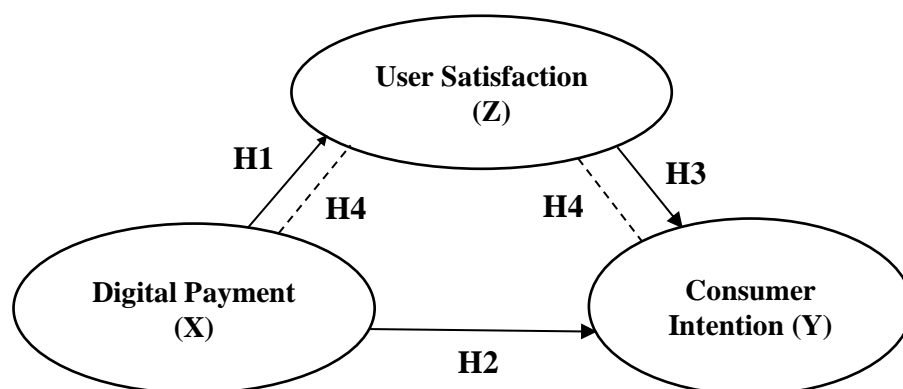 User Satisfaction
(Z)
H1
H3
H4
H4
Digital Payment
(X)
Consumer
Intention (Y)
H2